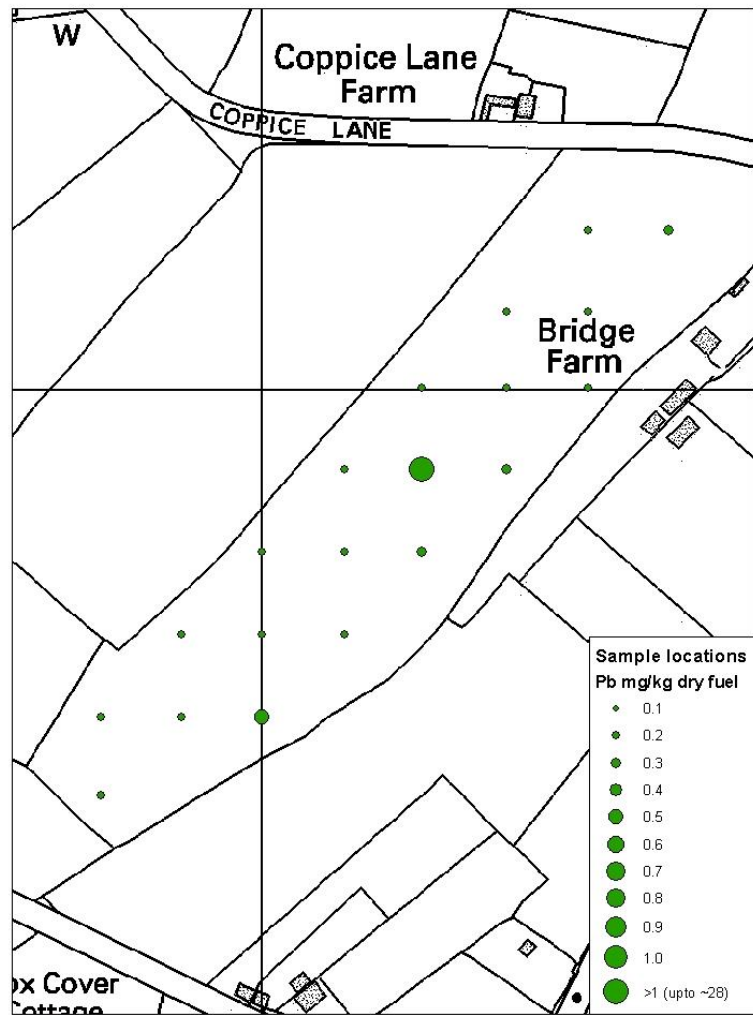 W
Coppice Lane
Farm
COPPICE LANE
Bridge
Farm
Sample locations
Pb mg/kg dry fuel
0.1
0.2
0.3
0.4
0.5
0.6
0.7
0.8
0.9
1.0
>1 (upto ~28)
ox Cover
Cottage